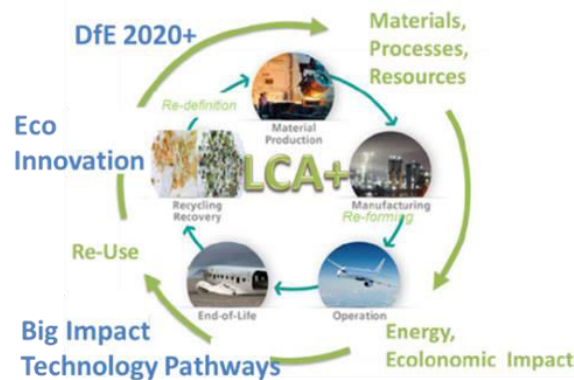 DfE 2020+
Materials,
Processes,
Resources
Re-definition
Material
Production
Eco
Innovation
LCA+
Recycling
Recovery
Manufacturing
Re-forming
Re-Use
End-of-Life
Operation
Big Impact
Technology Pathways
Energy,
Ecolonomic Impact